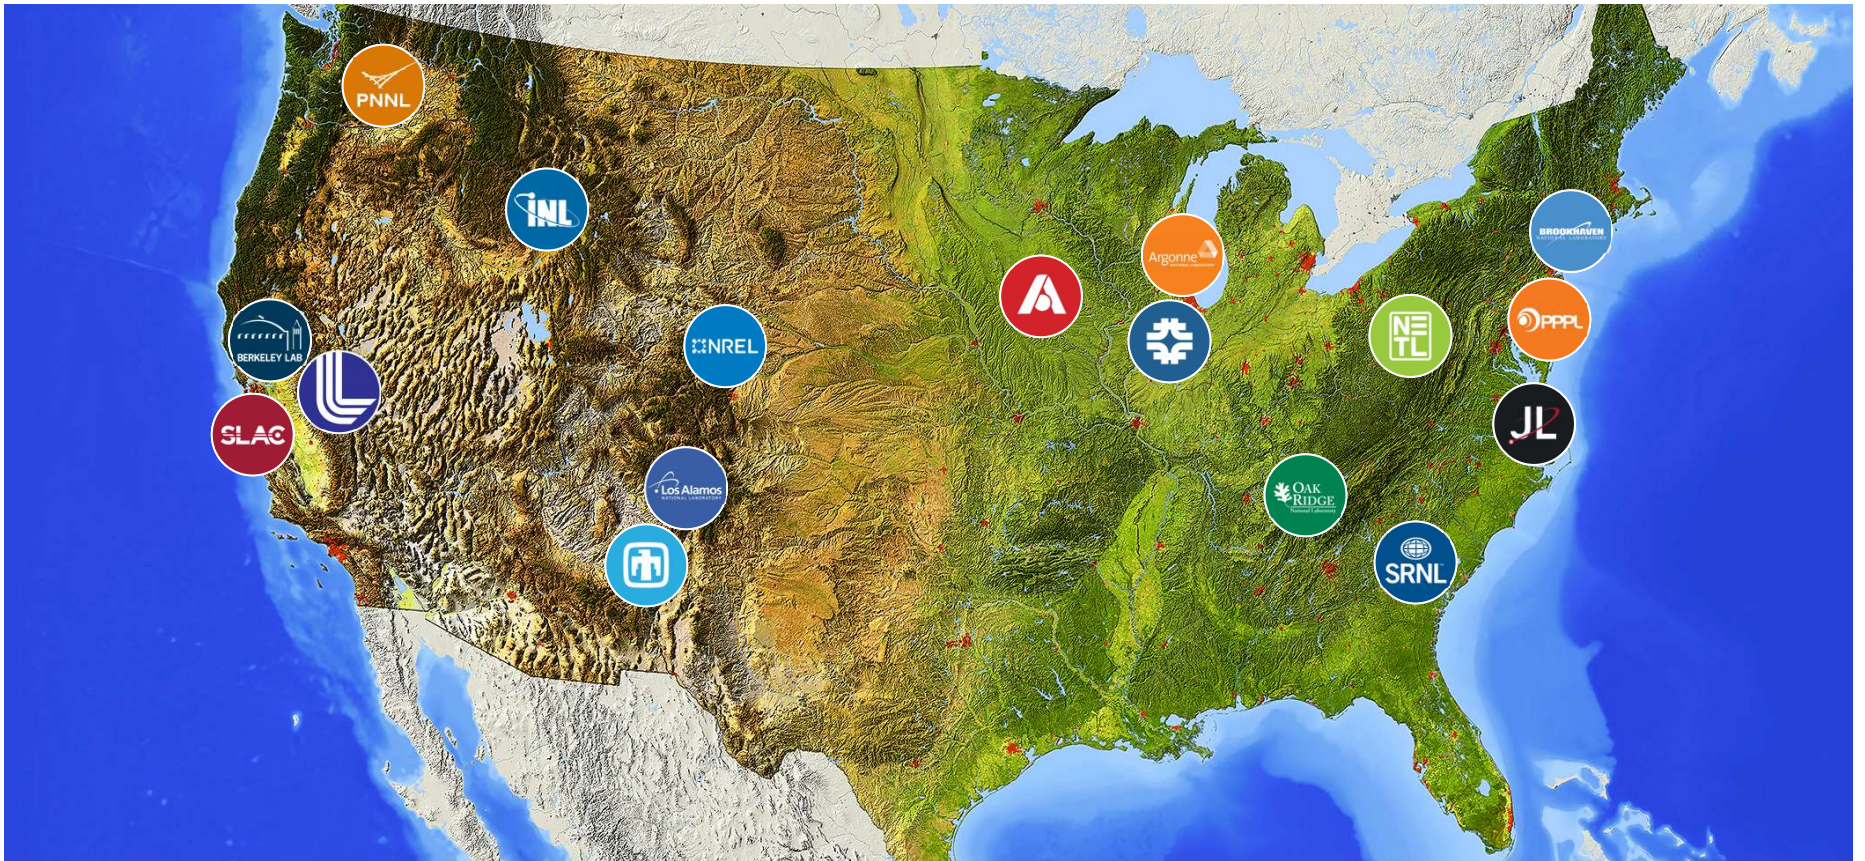 PNNL
INL
BROOKHAVEN
NATIONAL LABORATORY
Argonne
NATIONAL LABORATORY
A
BERKELEY LAB
NREL
NE
TL
PPPL
SLAC
JL
Los Alamos
NATIONAL LABORATORY
OAK
RIDGE
National Laboratory
SRNL